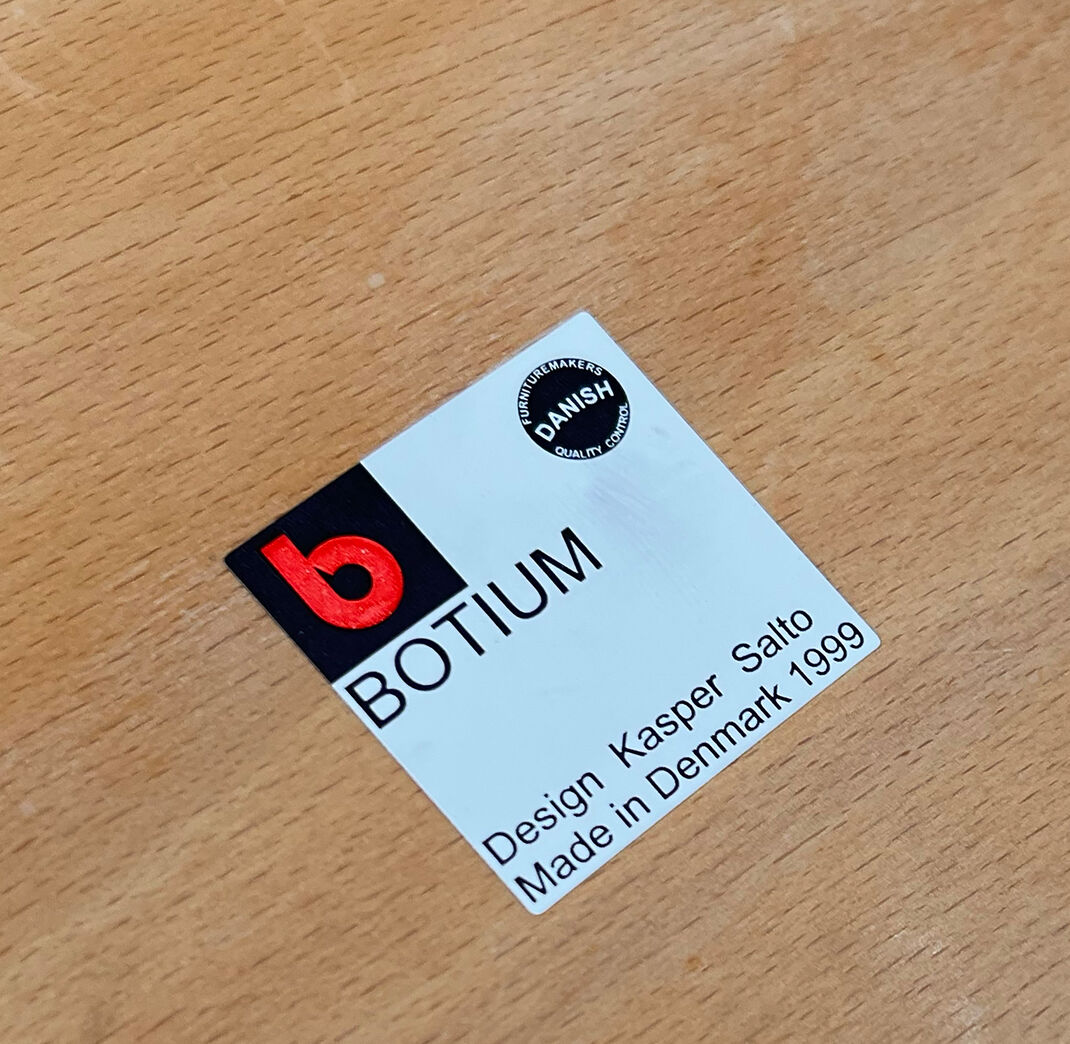 FURNITUREMAKERS
DANISH
QUALITY CONTROL
b
BOTIUM
Design Kasper Salto
Made in Denmark 1999